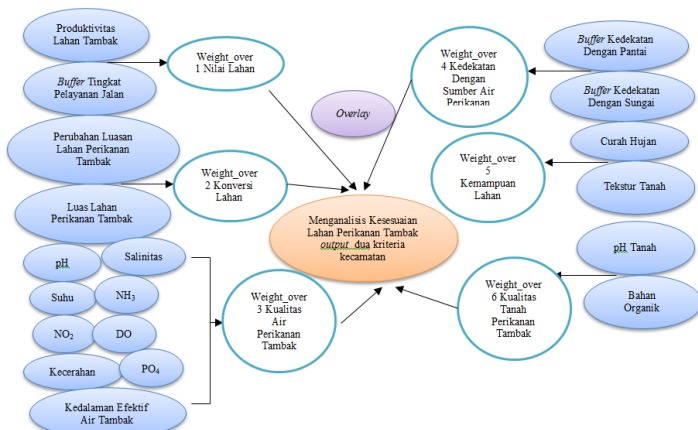 Produktivitas
Lahan Tambak
Buffer Tingkat
Pelayanan Jalan
Perubahan Luasan
Lahan Perikanan
Tambak
Luas Lahan
Perikanan Tambak
pH
Salinitas
Suhu
NH₃
NO₂
DO
Kecerahan
PO₄
Kedalaman Efektif
Air Tambak
Weight_over
1 Nilai Lahan
Weight_over
2 Konversi
Lahan
Weight_over
3 Kualitas
Air
Perikanan
Tambak
Overlay
Menganalisis Kesesuaian
Lahan Perikanan Tambak
output dua kriteria
kecamatan
Weight_over
4 Kedekatan
Dengan
Sumber Air
Perikanan
Weight_over
5
Kemampuan
Lahan
Weight_over
6 Kualitas
Tanah
Perikanan
Tambak
Buffer Kedekatan
Dengan Pantai
Buffer Kedekatan
Dengan Sungai
Curah Hujan
Tekstur Tanah
pH Tanah
Bahan
Organik